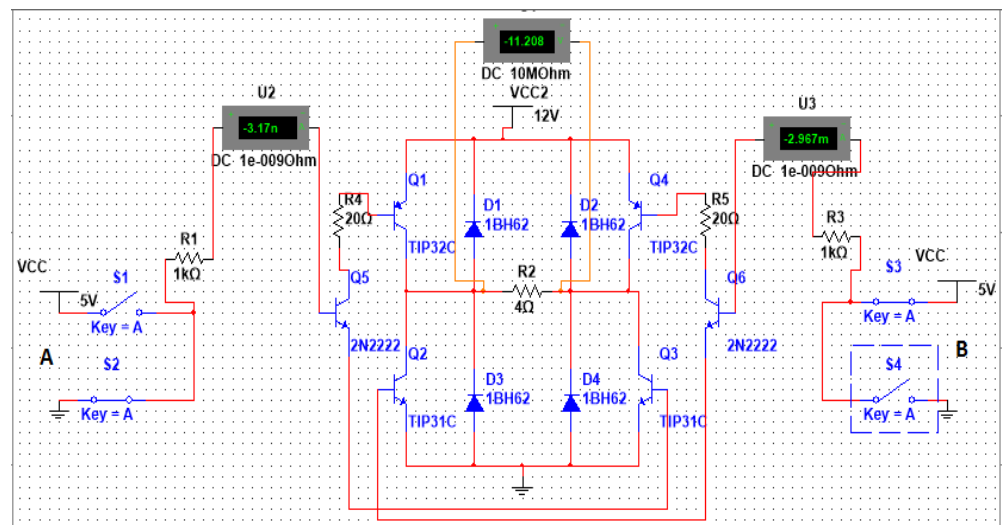 -11.208
DC 10MOhm
VCC2
12V
U2
-3.17n
DC 1e-009Ohm
U3
-2.967m
DC 1e-009Ohm
Q1
Q4
R4
20Ω
D1
1BH62
D2
1BH62
R5
20Ω
TIP32C
TIP32C
R1
1kΩ
R3
1kΩ
VCC
5V
S1
Key = A
Q5
R2
4Ω
Q6
S3
VCC
5V
Key = A
2N2222
2N2222
A
S2
Key = A
Q2
D3
1BH62
D4
1BH62
Q3
TIP31C
TIP31C
S4
Key = A
B